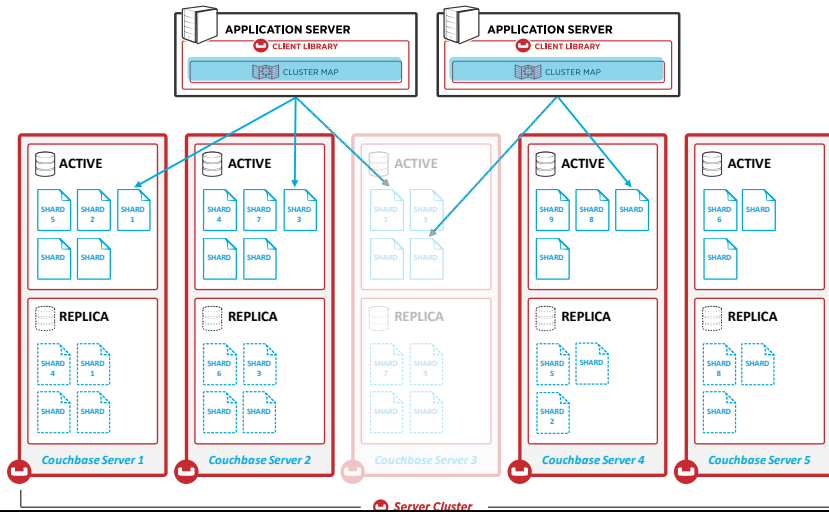 APPLICATION SERVER
CLIENT LIBRARY
CLUSTER MAP
APPLICATION SERVER
CLIENT LIBRARY
CLUSTER MAP
ACTIVE
SHARD
5
SHARD
2
SHARD
1
SHARD
SHARD
REPLICA
SHARD
4
SHARD
1
SHARD
SHARD
Couchbase Server 1
ACTIVE
SHARD
4
SHARD
7
SHARD
3
SHARD
SHARD
REPLICA
SHARD
6
SHARD
3
SHARD
SHARD
Couchbase Server 2
ACTIVE
SHARD
1
SHARD
3
SHARD
SHARD
REPLICA
SHARD
7
SHARD
9
SHARD
SHARD
Couchbase Server 3
ACTIVE
SHARD
9
SHARD
8
SHARD
SHARD
REPLICA
SHARD
5
SHARD
SHARD
2
Couchbase Server 4
ACTIVE
SHARD
6
SHARD
SHARD
REPLICA
SHARD
8
SHARD
SHARD
Couchbase Server 5
Server Cluster